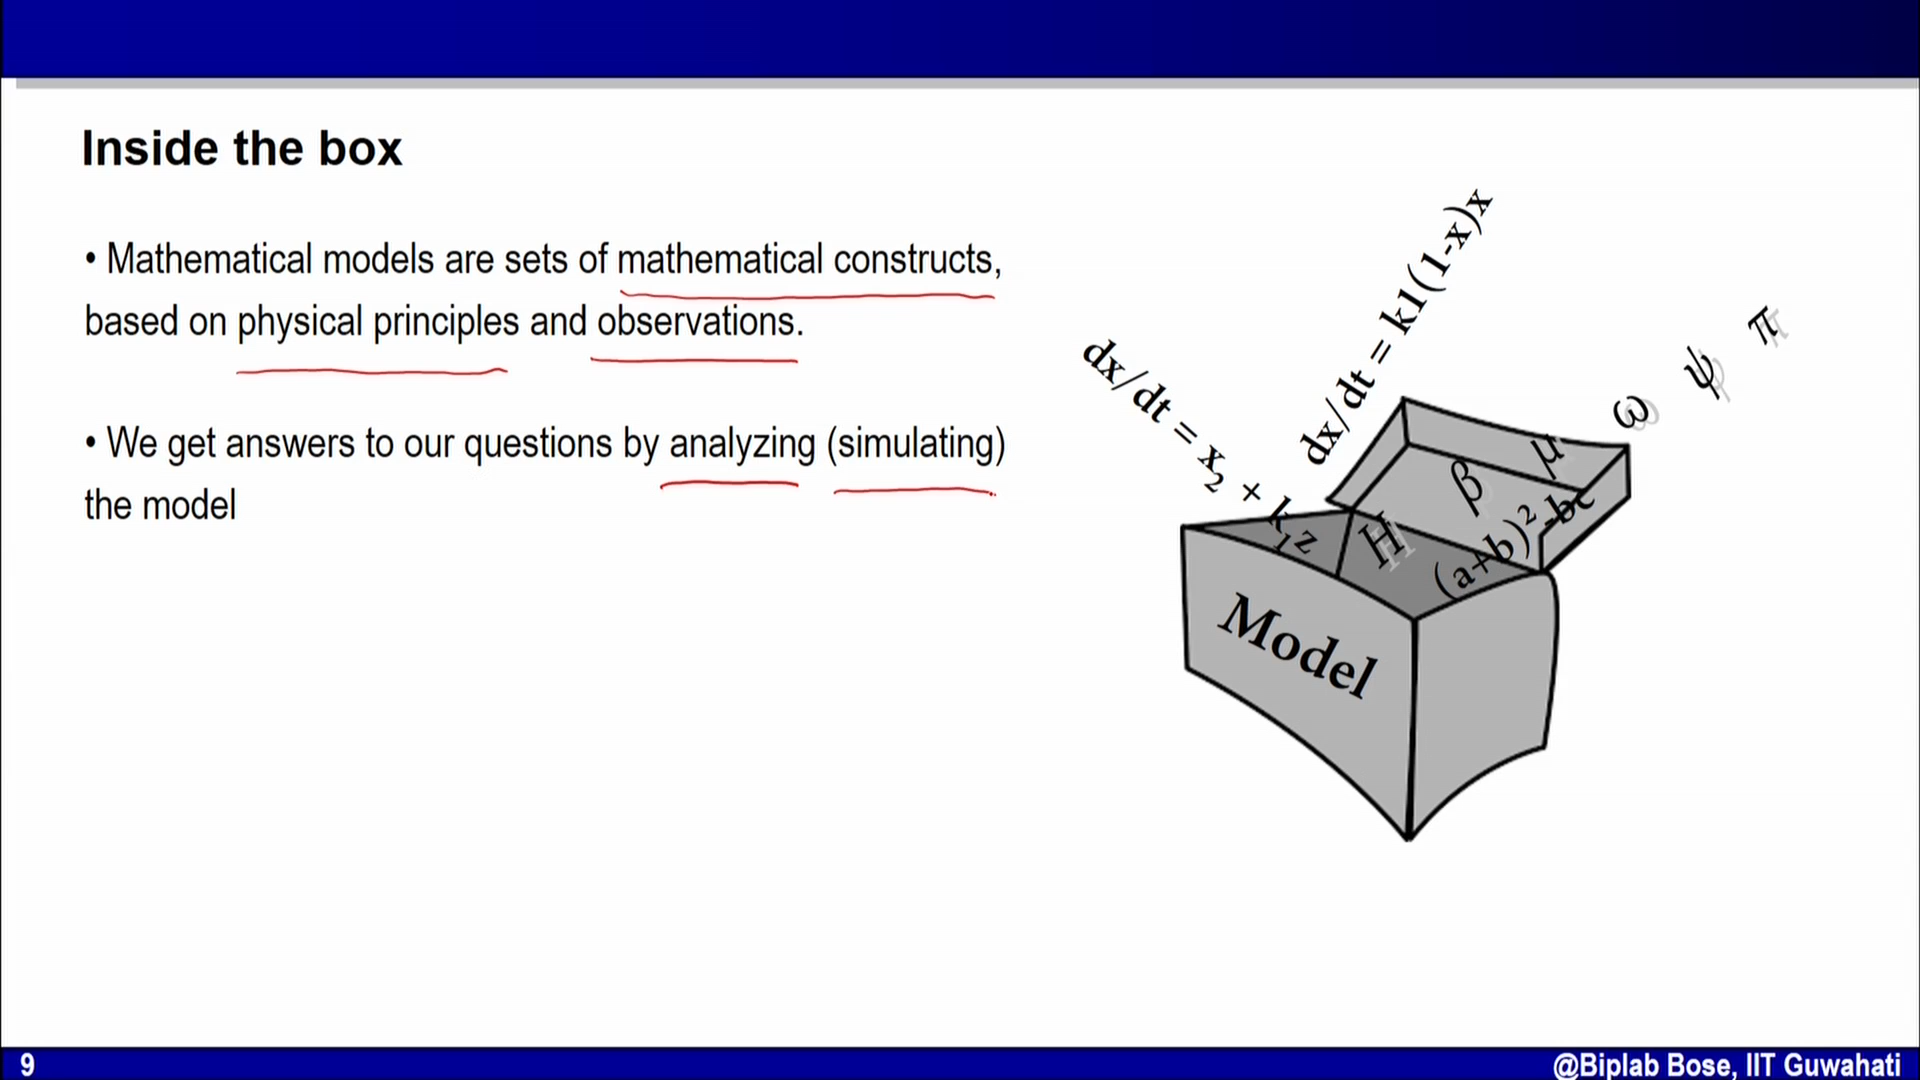 Inside the box
• Mathematical models are sets of mathematical constructs,
based on physical principles and observations.
• We get answers to our questions by analyzing (simulating)
the model
dx/dt = x₂ + k₁z
dx/dt = k1(1-x)x
H β μ ω ψ π
(a+b)²-bc
Model
9
@Biplab Bose, IIT Guwahati